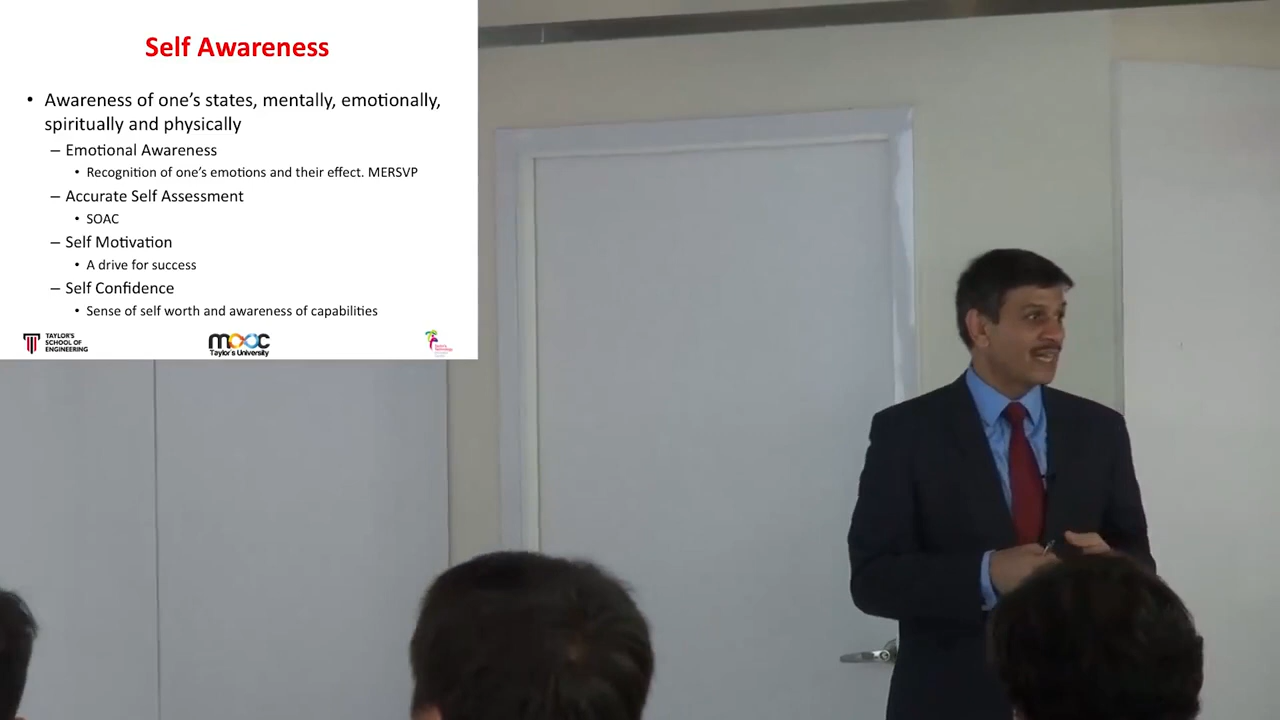 Self Awareness
• Awareness of one's states, mentally, emotionally,
spiritually and physically
– Emotional Awareness
• Recognition of one's emotions and their effect. MERSVP
– Accurate Self Assessment
• SOAC
– Self Motivation
• A drive for success
– Self Confidence
• Sense of self worth and awareness of capabilities
TAYLOR'S
SCHOOL OF
ENGINEERING
mooc
Taylor's University